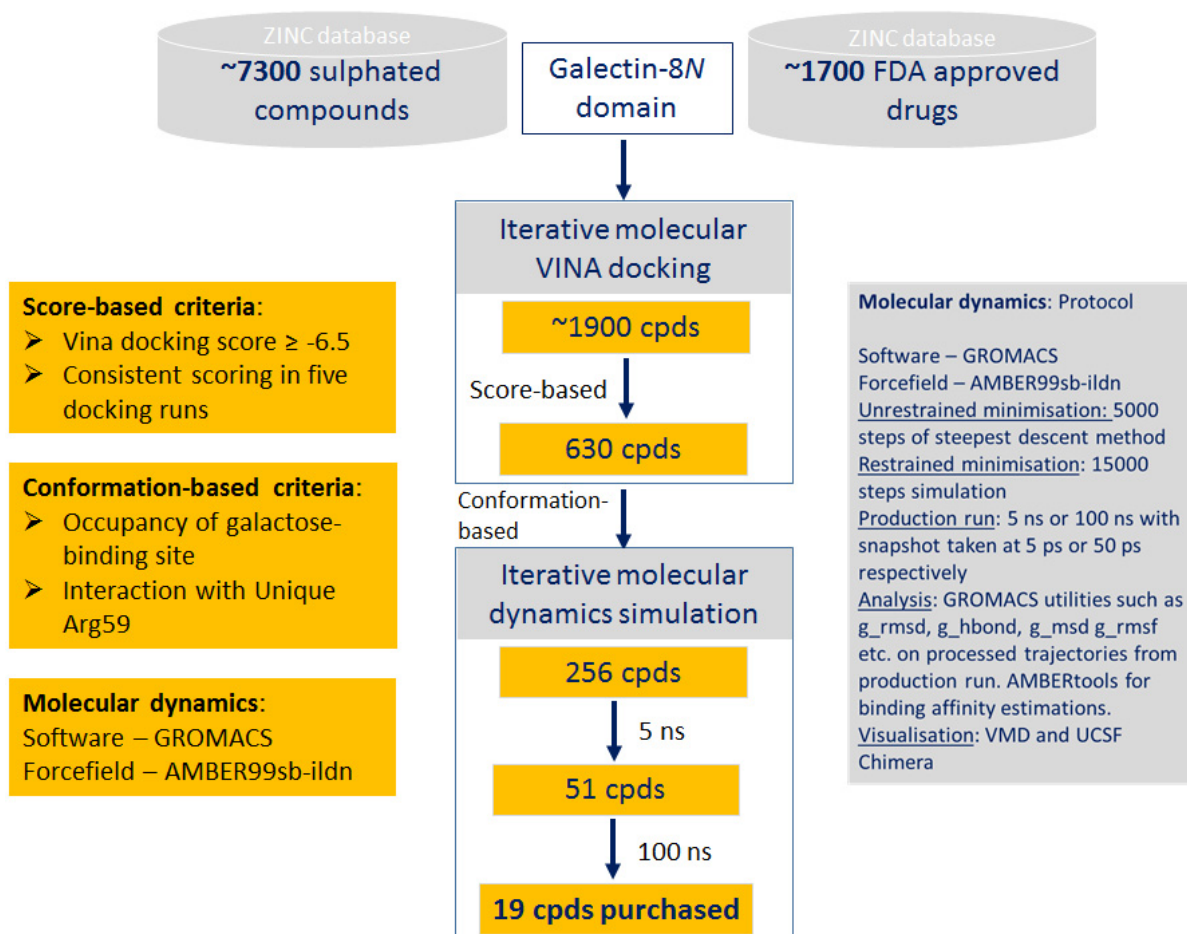 ZINC database
~7300 sulphated
compounds
Galectin-8N
domain
ZINC database
~1700 FDA approved
drugs
Iterative molecular
VINA docking
~1900 cpds
Score-based
630 cpds
Conformation-
based
Iterative molecular
dynamics simulation
256 cpds
5 ns
51 cpds
100 ns
19 cpds purchased
Score-based criteria:
➢ Vina docking score ≥ -6.5
➢ Consistent scoring in five
docking runs
Conformation-based criteria:
➢ Occupancy of galactose-
binding site
➢ Interaction with Unique
Arg59
Molecular dynamics:
Software – GROMACS
Forcefield – AMBER99sb-ildn
Molecular dynamics: Protocol
Software – GROMACS
Forcefield – AMBER99sb-ildn
Unrestrained minimisation: 5000
steps of steepest descent method
Restrained minimisation: 15000
steps simulation
Production run: 5 ns or 100 ns with
snapshot taken at 5 ps or 50 ps
respectively
Analysis: GROMACS utilities such as
g_rmsd, g_hbond, g_msd g_rmsf
etc. on processed trajectories from
production run. AMBERtools for
binding affinity estimations.
Visualisation: VMD and UCSF
Chimera